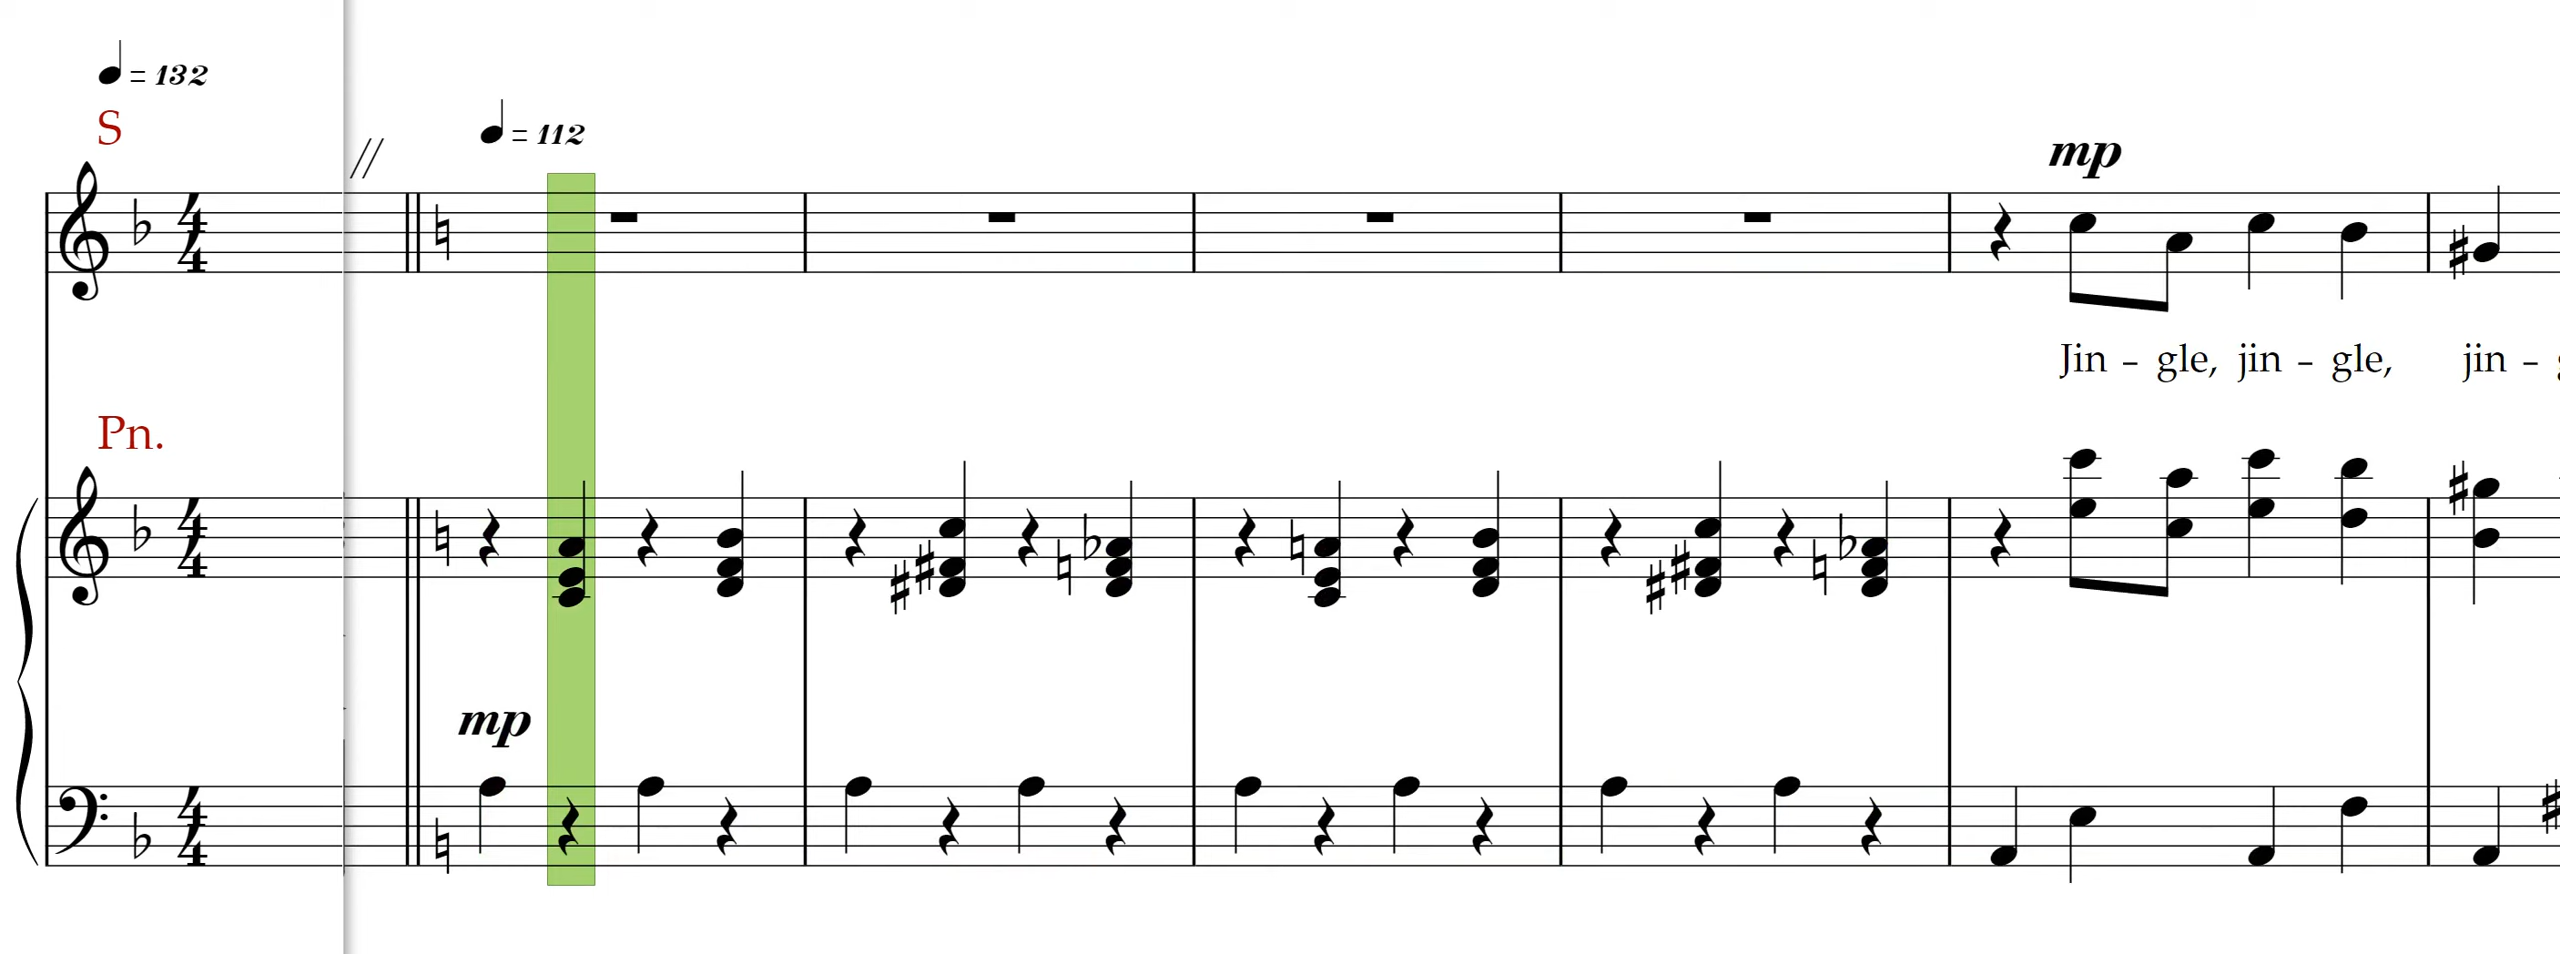 = 132
S
= 112
mp
Jin – gle, jin – gle, jin –
Pn.
mp